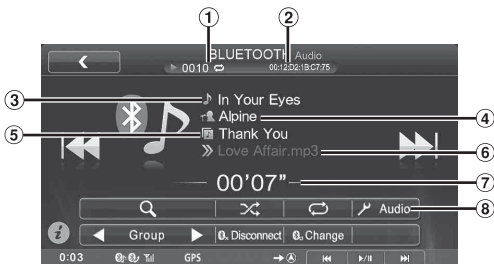 1 2
BLUETOOTH Audio
0010 00:12:D2:1B:C7:75
3 In Your Eyes
Alpine 4
5 Thank You
Love Affair.mp3 6
00'07" 7
Audio 8
Group Disconnect Change
0:03 GPS A